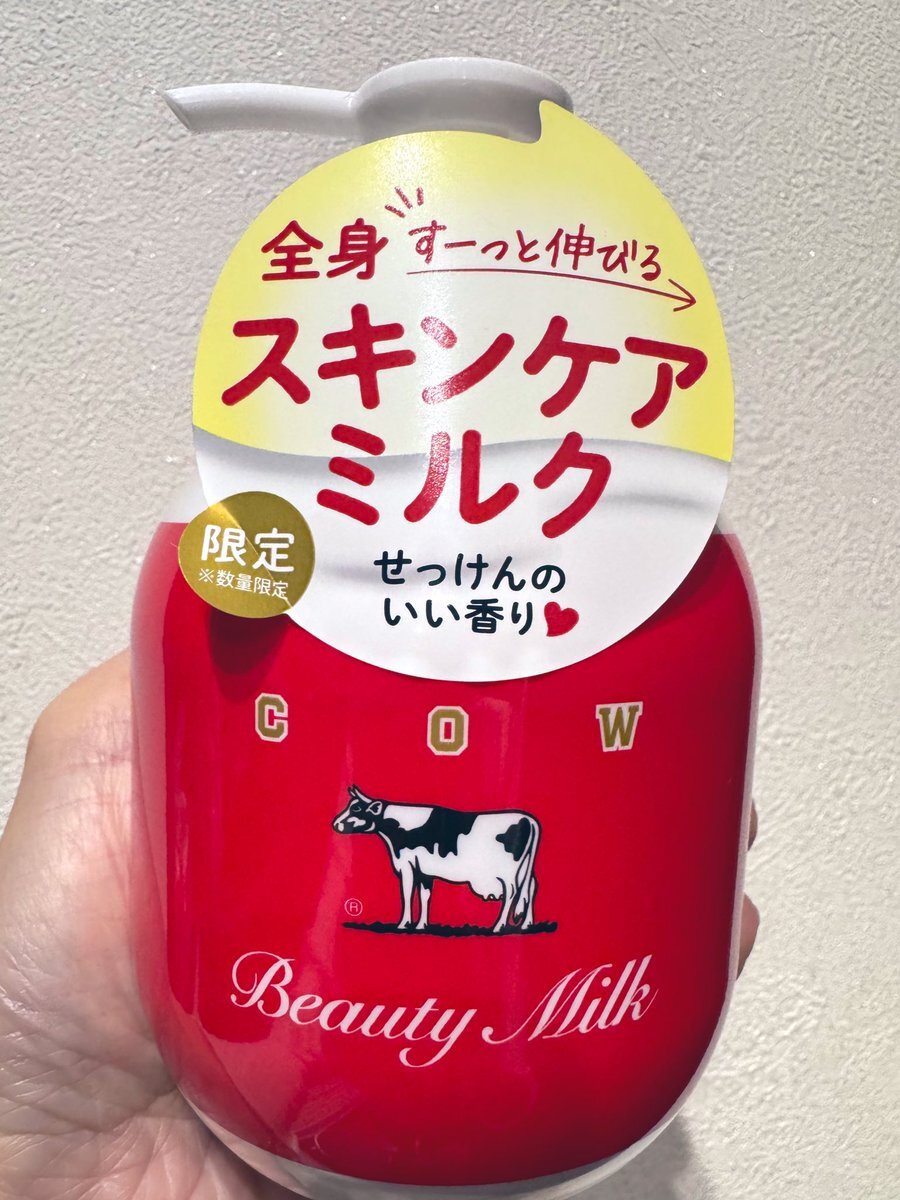 全身 すーっと伸びる
スキンケア
ミルク
限定
※数量限定
せっけんの
いい香り
COW
®
Beauty Milk